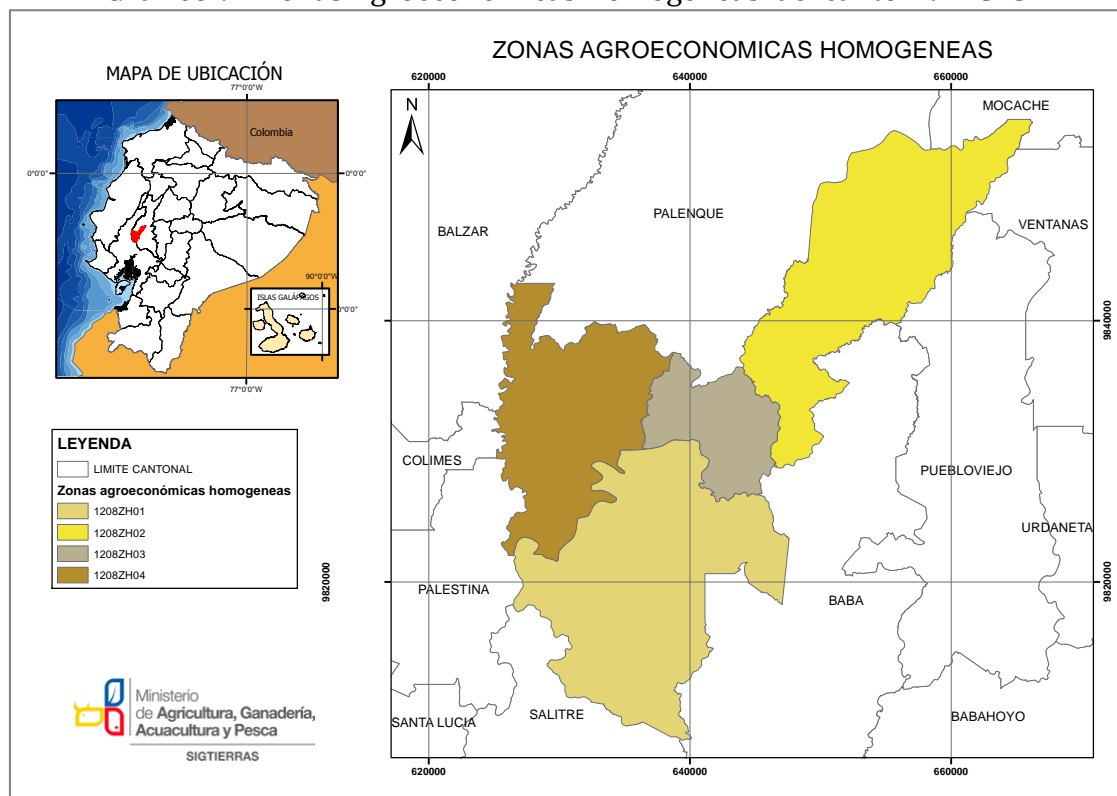 ZONAS AGROECONOMICAS HOMOGENEAS
MAPA DE UBICACIÓN
77°0'0"W
Colombia
0°0'0"
0°0'0"
90°0'0"W
ISLAS GALÁPAGOS
0°0'0"
77°0'0"W
LEYENDA
LIMITE CANTONAL
Zonas agroeconómicas homogeneas
1208ZH01
1208ZH02
1208ZH03
1208ZH04
Ministerio
de Agricultura, Ganadería,
Acuacultura y Pesca
SIGTIERRAS
620000
640000
660000
N
MOCACHE
PALENQUE
VENTANAS
BALZAR
9840000
COLIMES
PUEBLOVIEJO
URDANETA
9820000
PALESTINA
BABA
9820000
SANTA LUCIA
SALITRE
BABAHOYO
620000
640000
660000